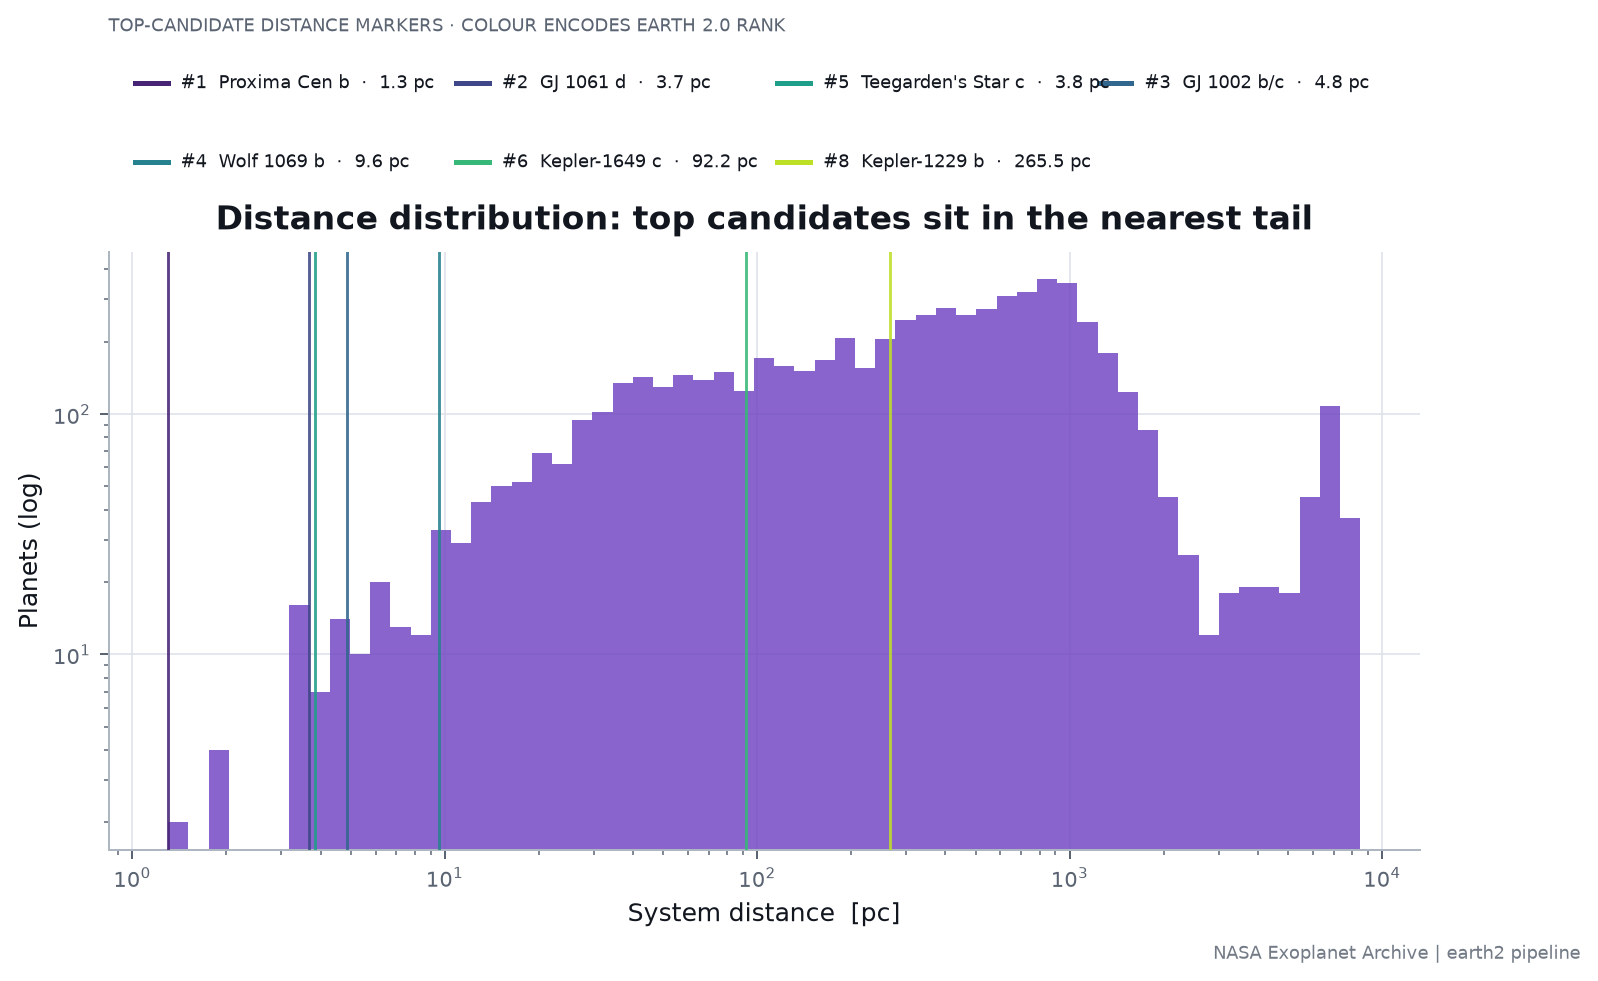 TOP-CANDIDATE DISTANCE MARKERS · COLOUR ENCODES EARTH 2.0 RANK
#1 Proxima Cen b · 1.3 pc
#2 GJ 1061 d · 3.7 pc
#5 Teegarden's Star c · 3.8 pc
#3 GJ 1002 b/c · 4.8 pc
#4 Wolf 1069 b · 9.6 pc
#6 Kepler-1649 c · 92.2 pc
#8 Kepler-1229 b · 265.5 pc
Distance distribution: top candidates sit in the nearest tail
Planets (log)
10²
10¹
10⁰ 10¹ 10² 10³ 10⁴
System distance [pc]
NASA Exoplanet Archive | earth2 pipeline